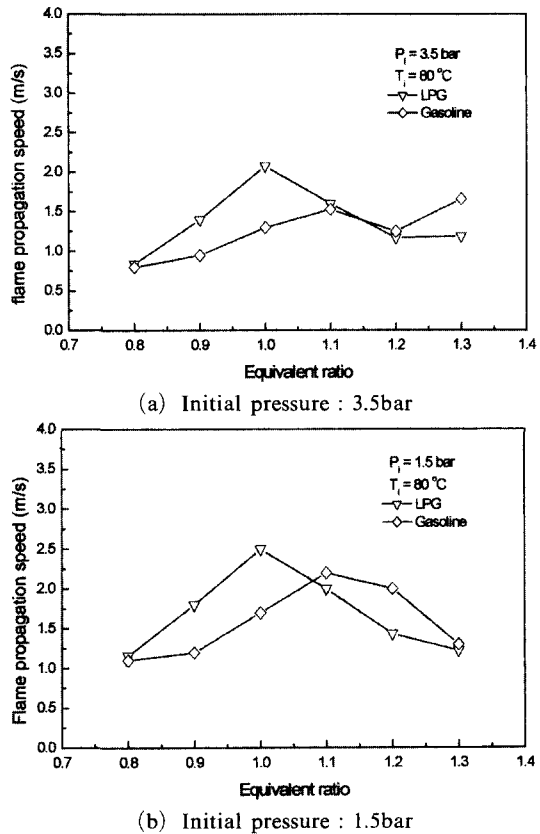 4.0
3.5
3.0
2.5
2.0
1.5
1.0
0.5
0.0
flame propagation speed (m/s)
Pi = 3.5 bar
Ti = 80 °C
LPG
Gasoline
0.7 0.8 0.9 1.0 1.1 1.2 1.3 1.4
Equivalent ratio
(a) Initial pressure : 3.5bar
4.0
3.5
3.0
2.5
2.0
1.5
1.0
0.5
0.0
Flame propagation speed (m/s)
Pi = 1.5 bar
Ti = 80 °C
LPG
Gasoline
0.7 0.8 0.9 1.0 1.1 1.2 1.3 1.4
Equivalent ratio
(b) Initial pressure : 1.5bar